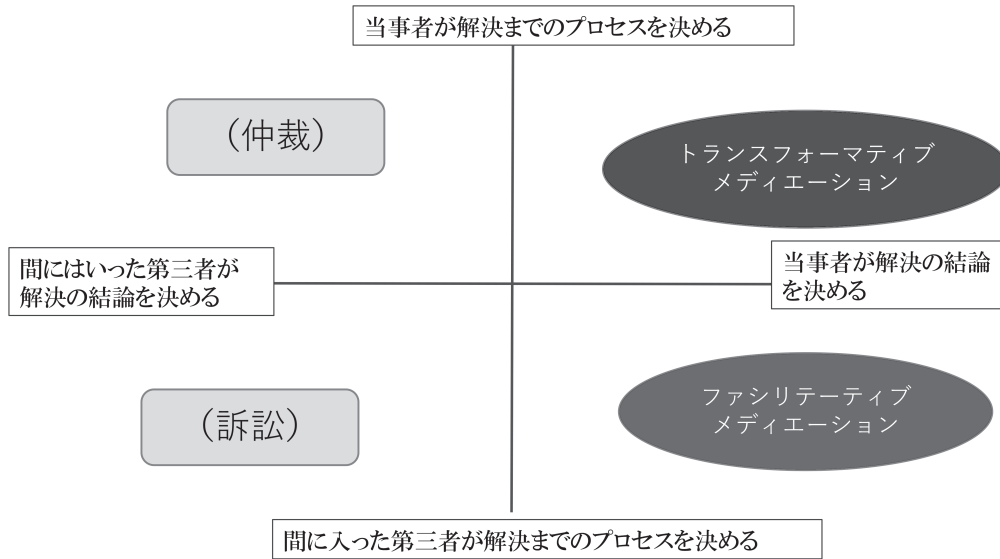 当事者が解決までのプロセスを決める
（仲裁）
トランスフォーマティブ
メディエーション
間にはいった第三者が
解決の結論を決める
当事者が解決の結論
を決める
（訴訟）
ファシリテーティブ
メディエーション
間に入った第三者が解決までのプロセスを決める